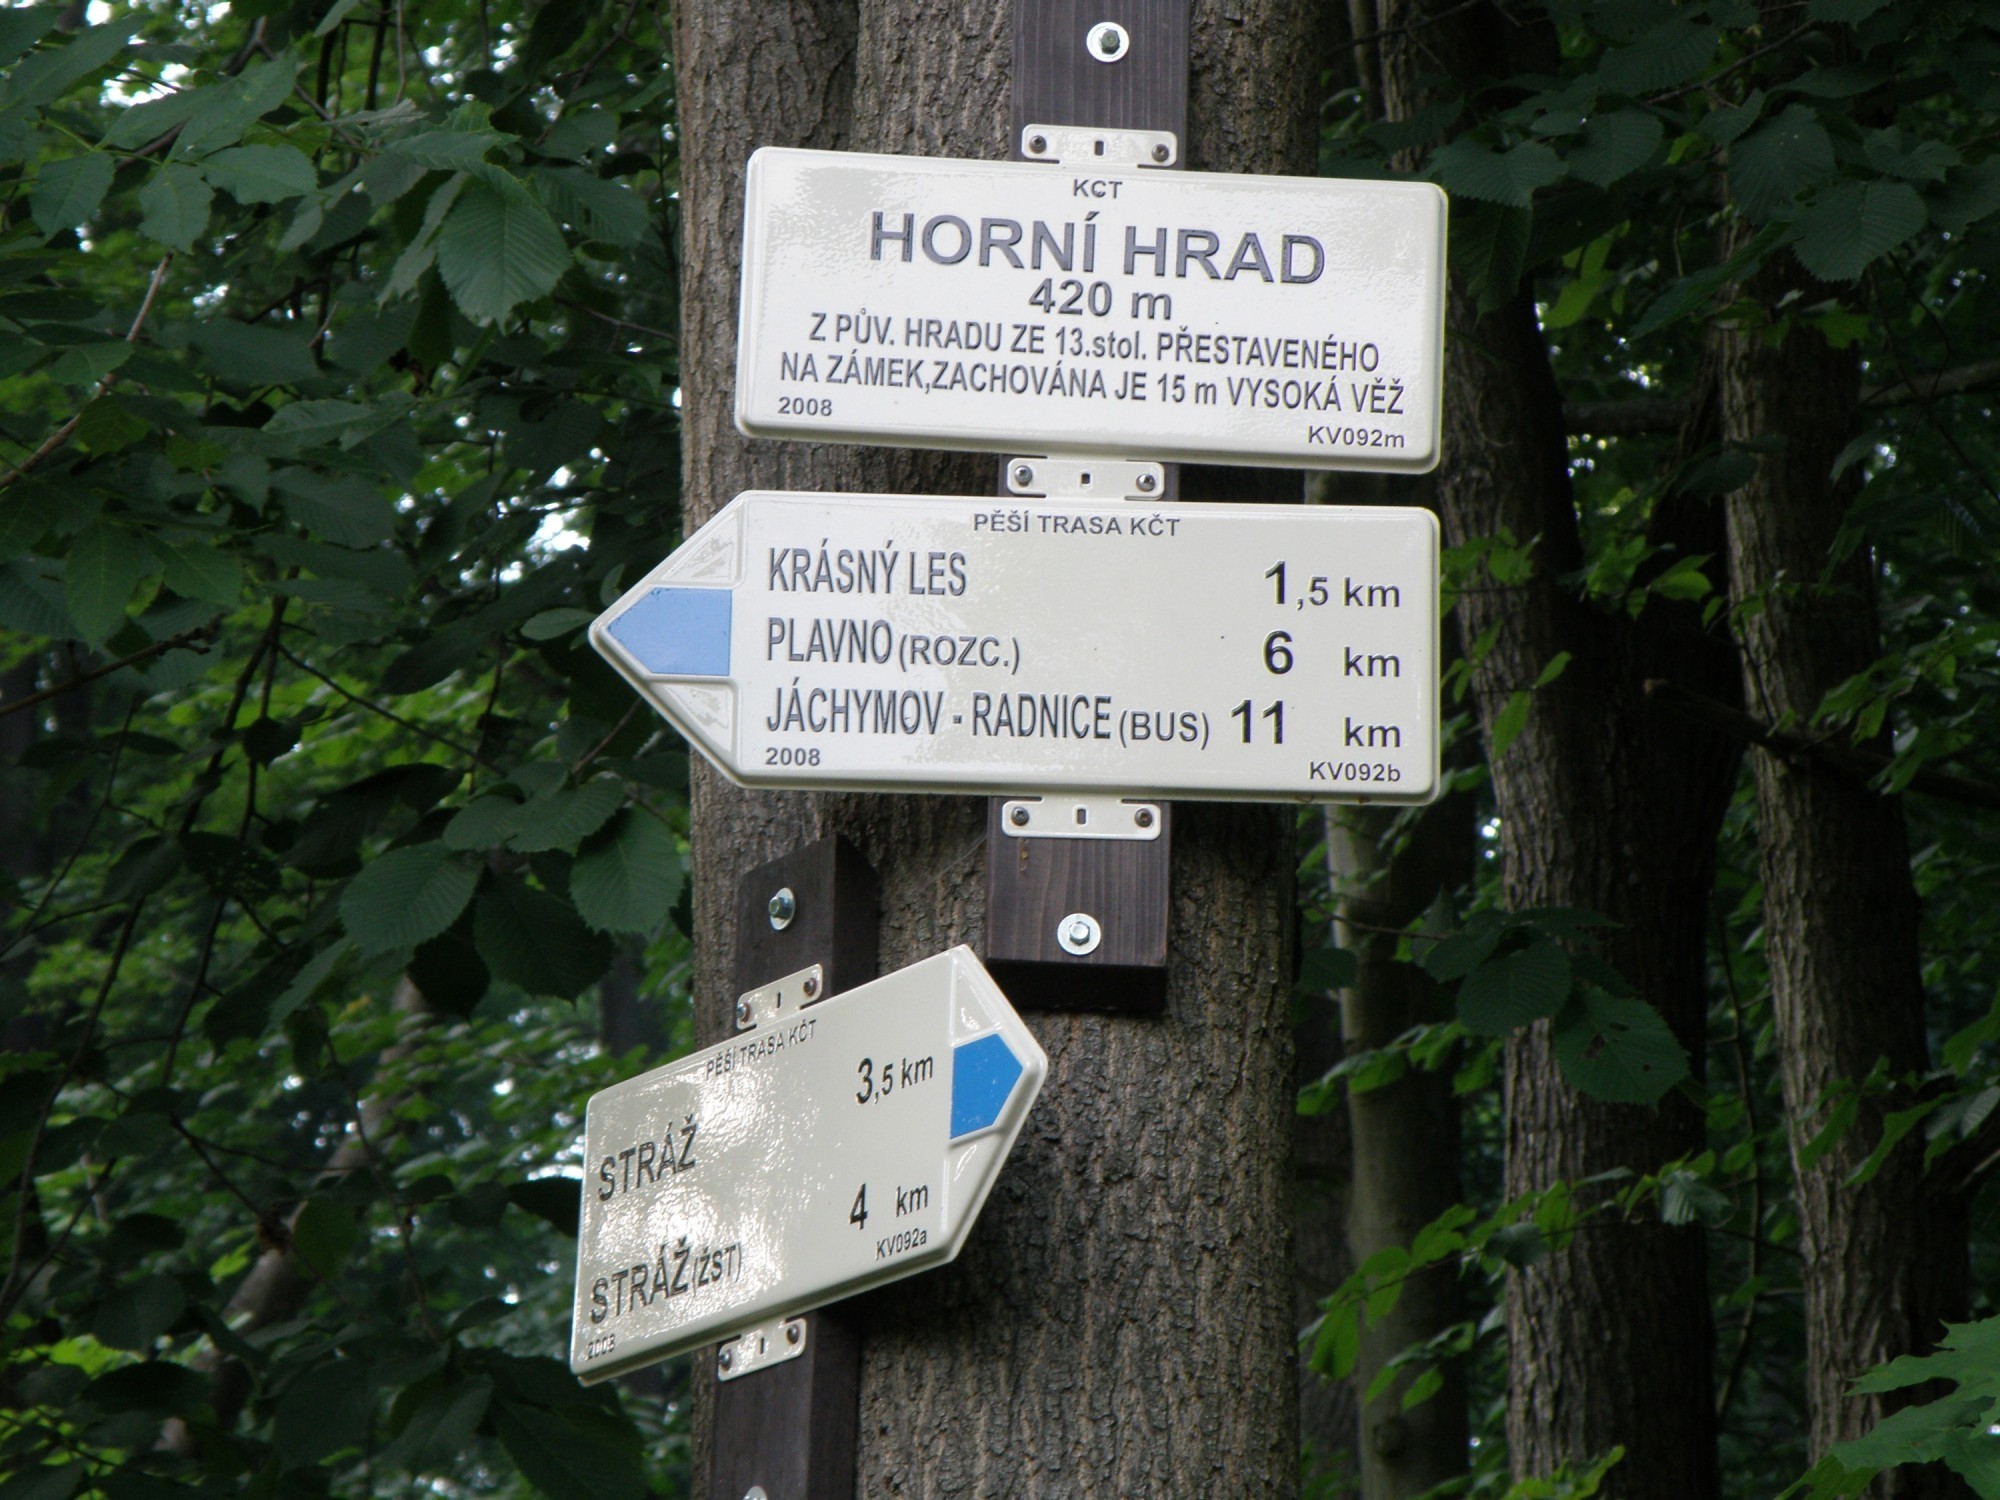 KCT
HORNÍ HRAD
420 m
Z PŮV. HRADU ZE 13.stol. PŘESTAVENÉHO
NA ZÁMEK,ZACHOVÁNA JE 15 m VYSOKÁ VĚŽ
2008 KV092m
PĚŠÍ TRASA KČT
KRÁSNÝ LES 1,5 km
PLAVNO (ROZC.) 6 km
JÁCHYMOV - RADNICE (BUS) 11 km
2008 KV092b
PĚŠÍ TRASA KČT
STRÁŽ 3,5 km
STRÁŽ (ŽST) 4 km
2008 KV092a